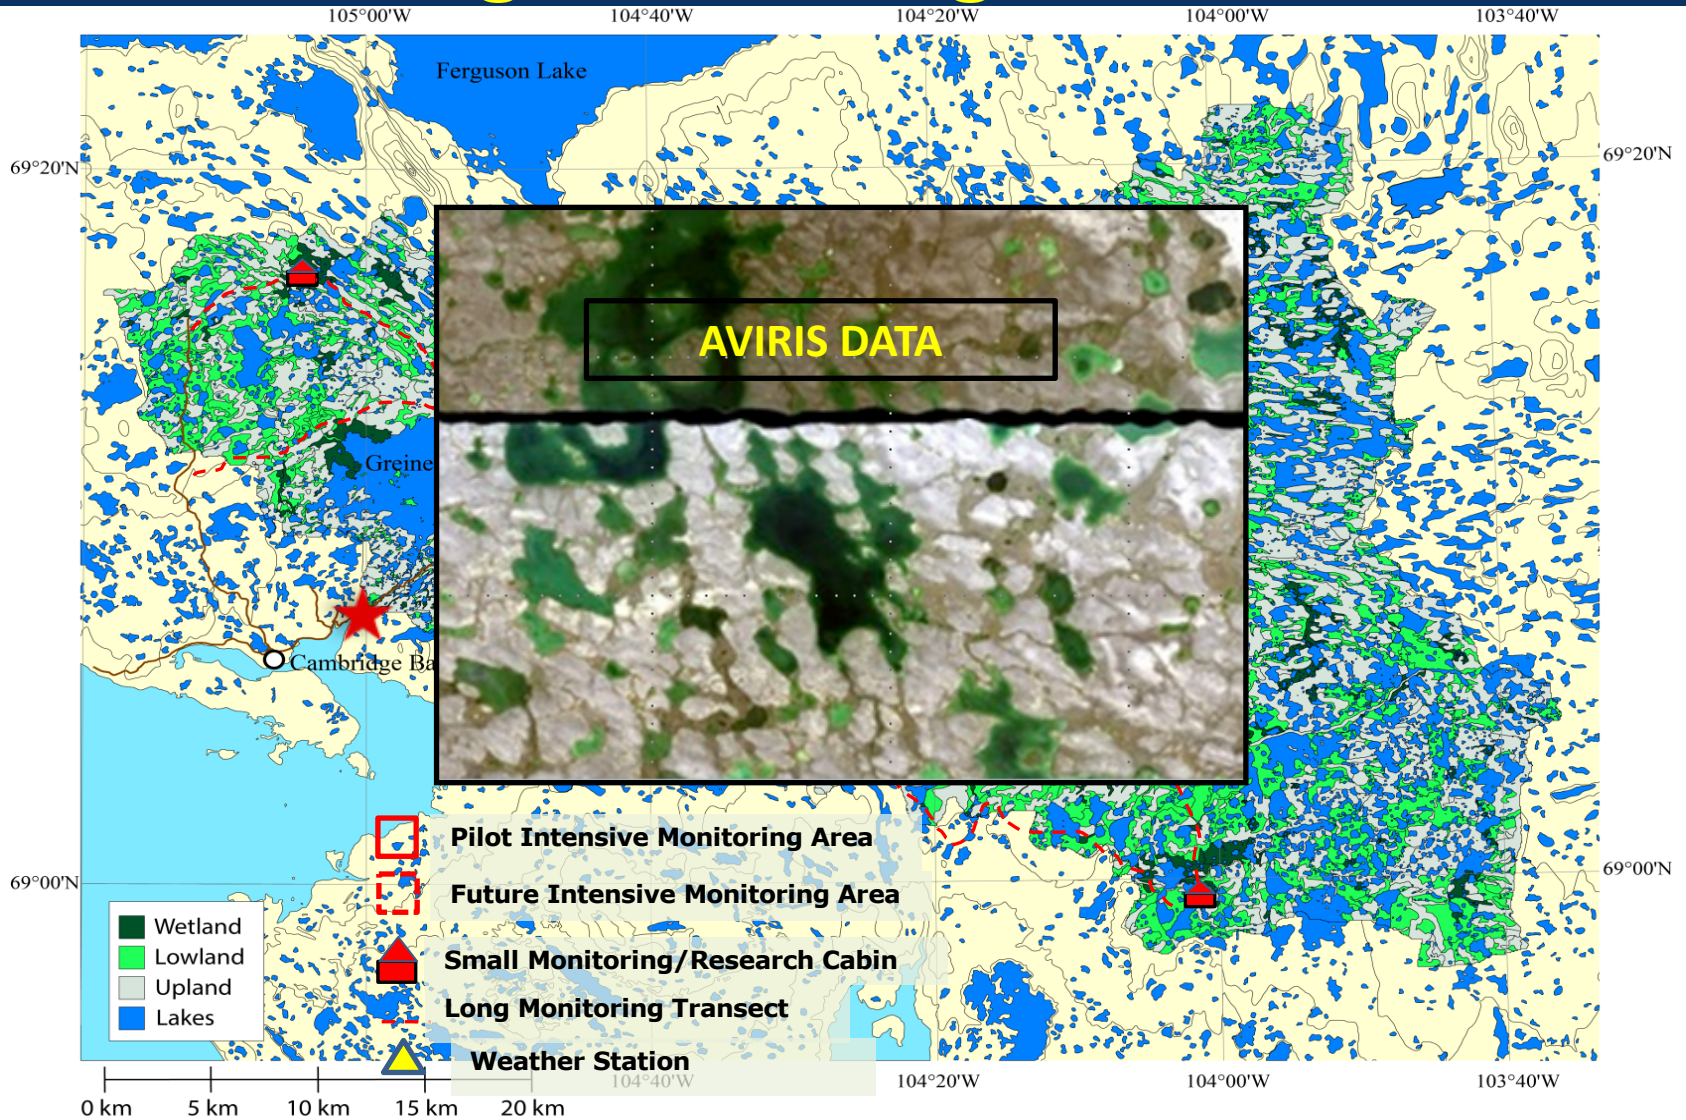 105°00'W 104°40'W 104°20'W 104°00'W 103°40'W
Ferguson Lake
69°20'N 69°20'N
AVIRIS DATA
Greine
Cambridge Ba
Pilot Intensive Monitoring Area
69°00'N 69°00'N
Future Intensive Monitoring Area
Wetland
Lowland
Upland
Lakes
Small Monitoring/Research Cabin
Long Monitoring Transect
Weather Station
104°40'W 104°20'W 104°00'W 103°40'W
0 km 5 km 10 km 15 km 20 km